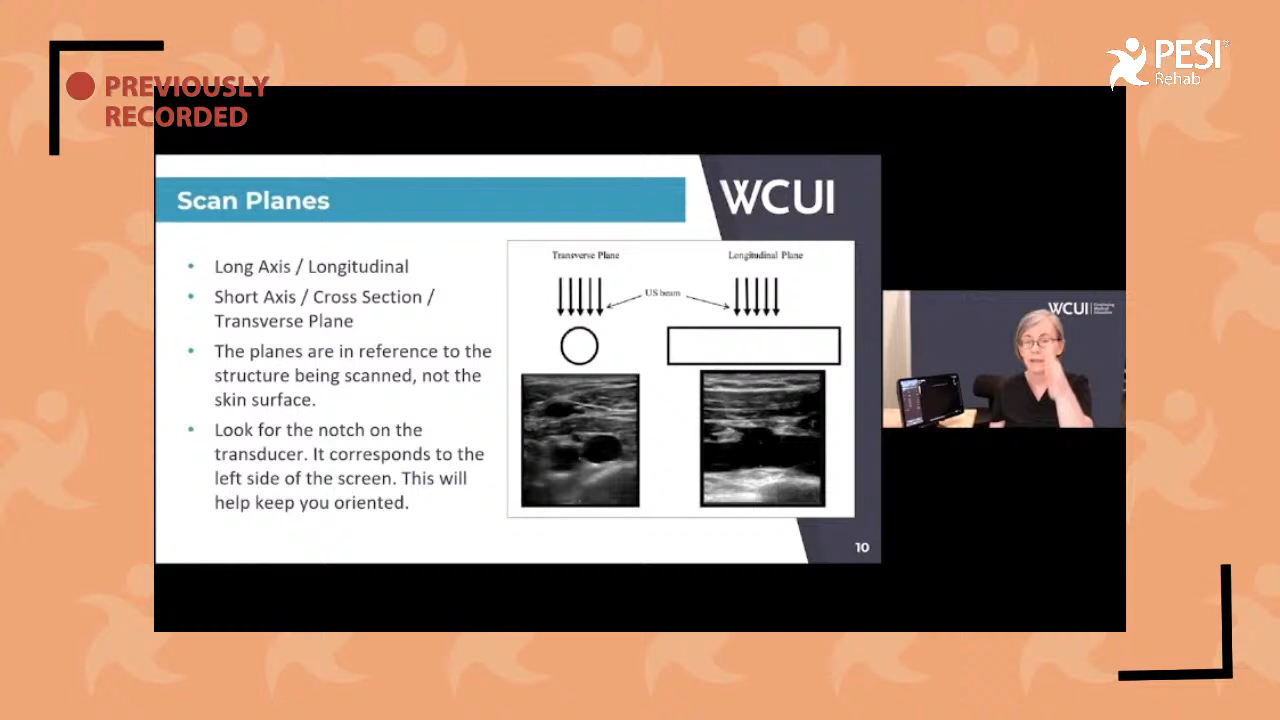 PREVIOUSLY
RECORDED
PESI
Rehab
Scan Planes
WCUI
• Long Axis / Longitudinal
• Short Axis / Cross Section /
Transverse Plane
• The planes are in reference to the
structure being scanned, not the
skin surface.
• Look for the notch on the
transducer. It corresponds to the
left side of the screen. This will
help keep you oriented.
Transverse Plane
Longitudinal Plane
US beam
10
WCUI